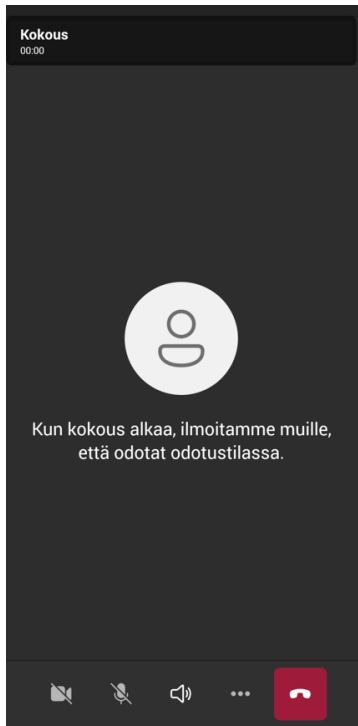 Kokous
00:00
Kun kokous alkaa, ilmoitamme muille,
että odotat odotustilassa.